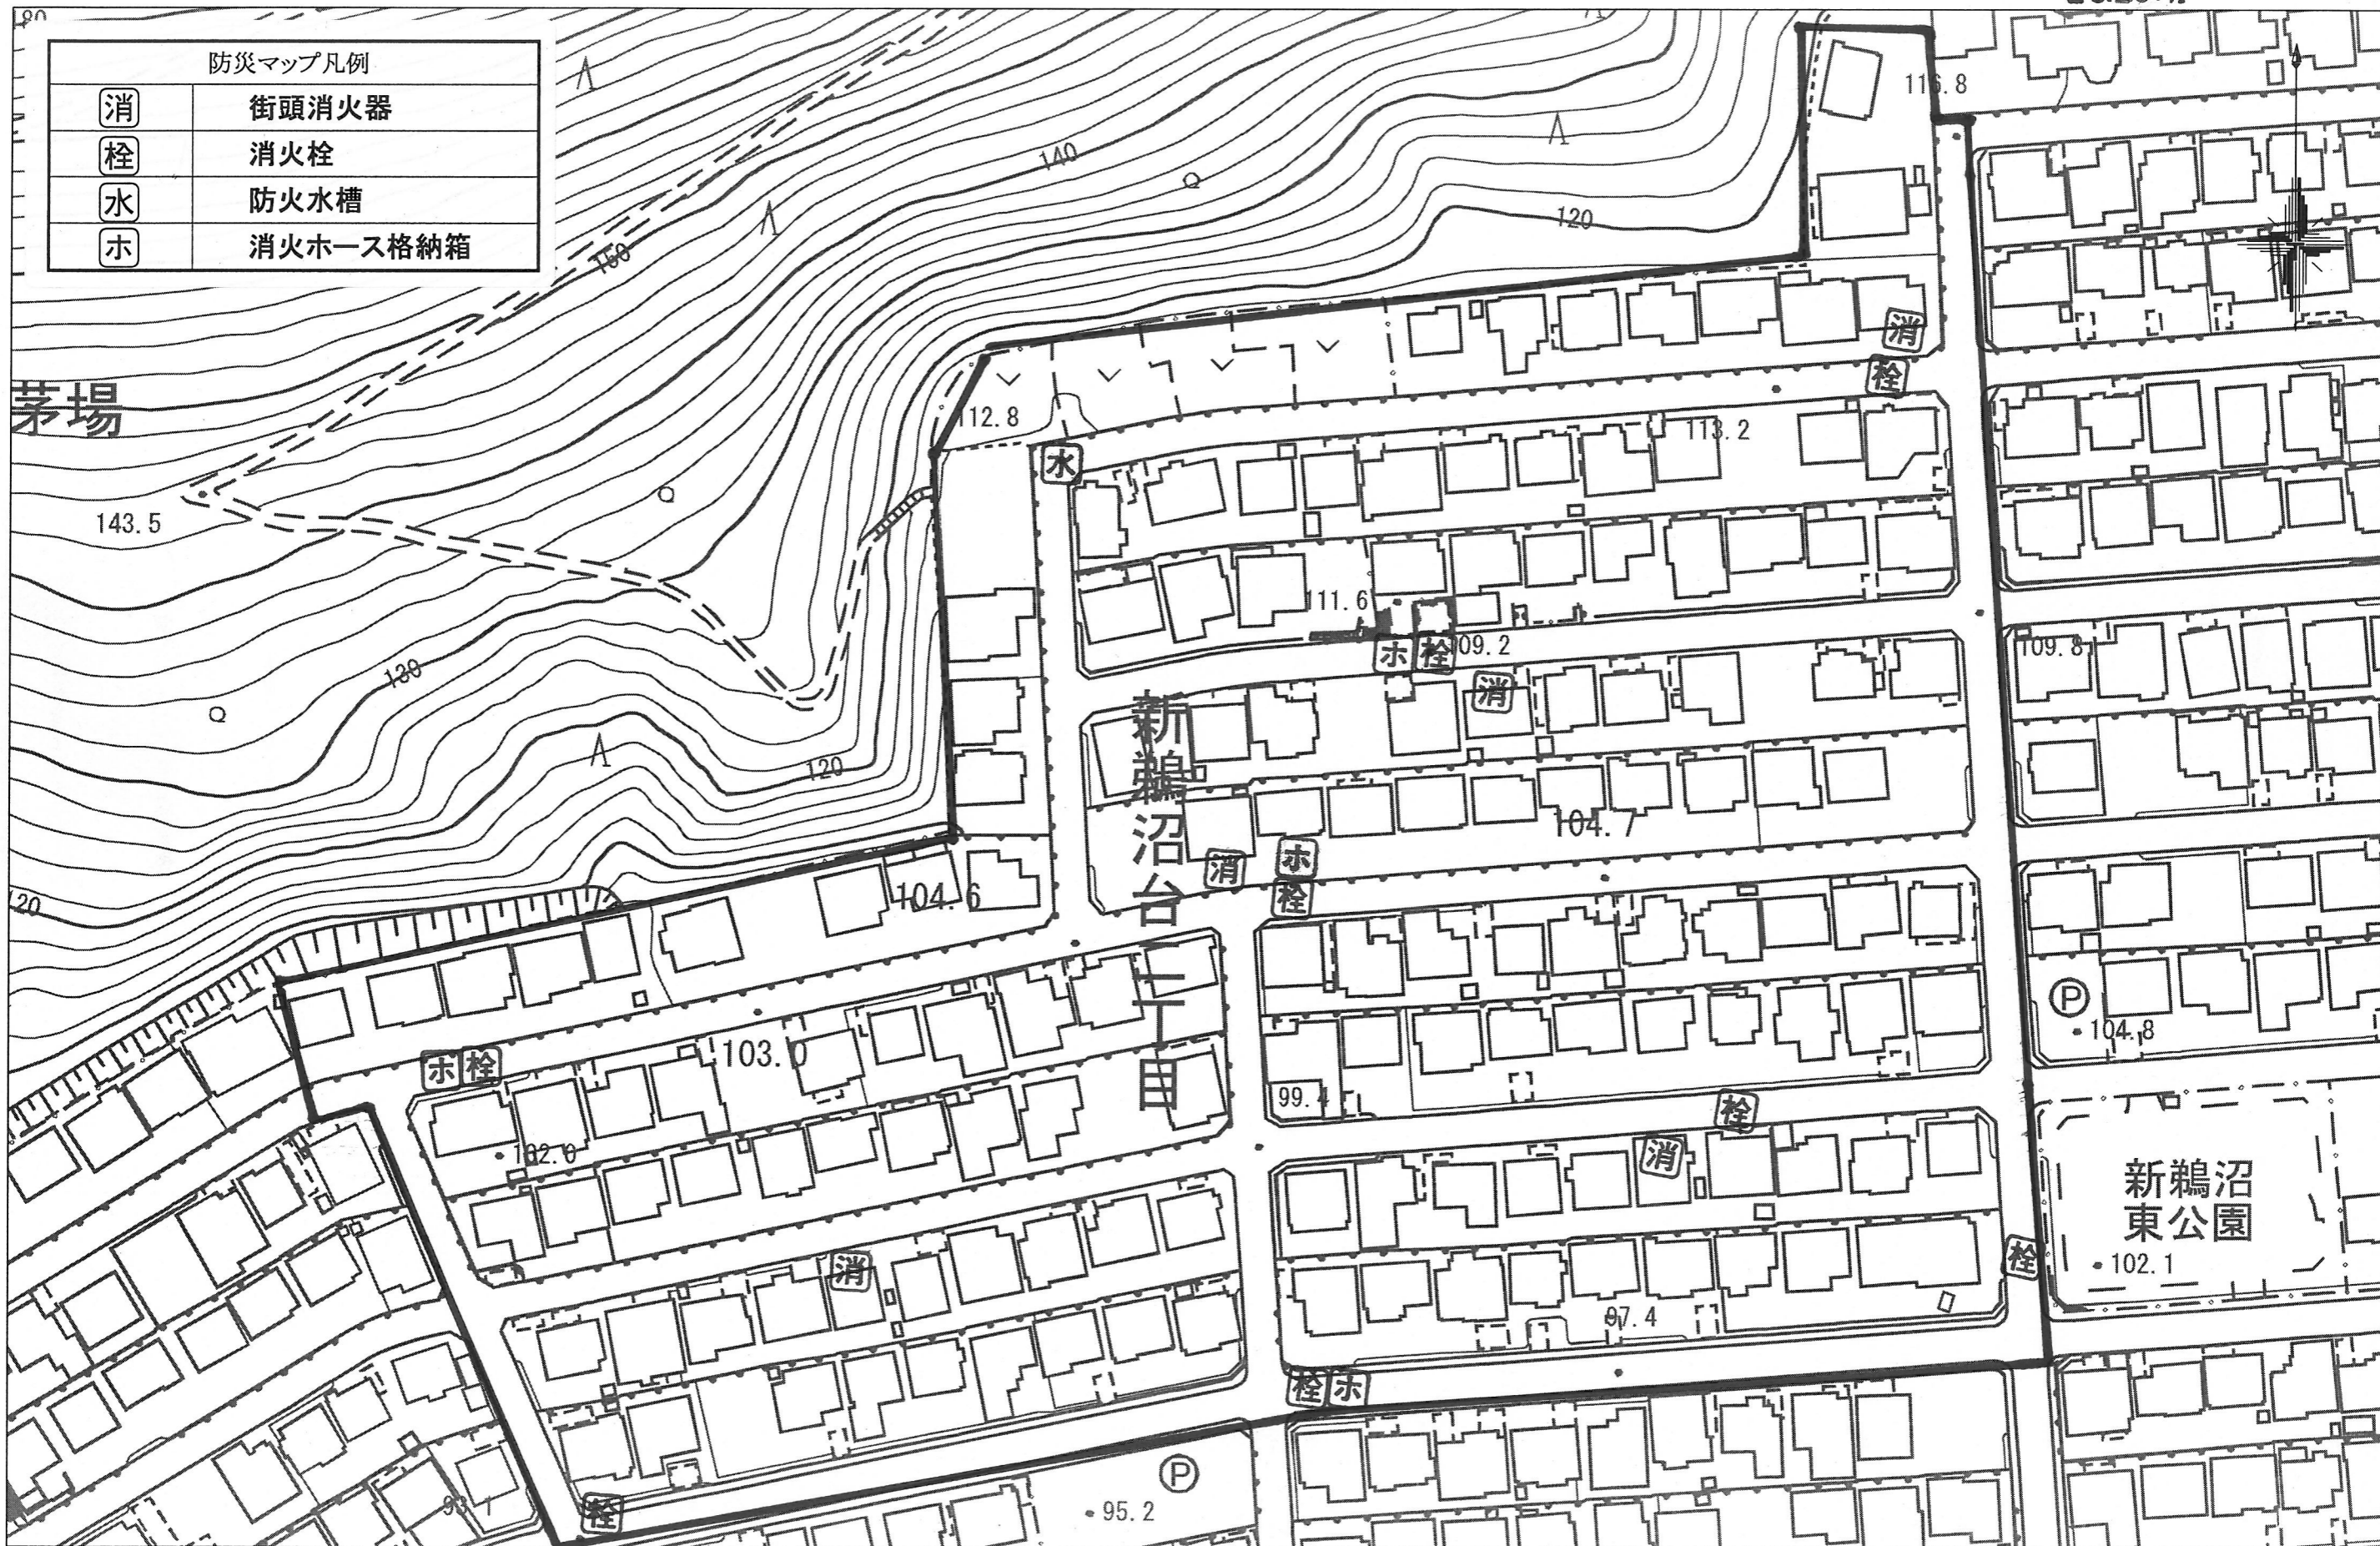 防災マップ凡例
消 街頭消火器
栓 消火栓
水 防火水槽
ホ 消火ホース格納箱
116.8
140
120
150
消
栓
茅場
112.8
113.2
水
143.5
111.6
ホ 栓 109.2
109.8
消
130
新鵜沼台三丁目
120
104.7
ホ
消
栓
104.6
120
P
104.8
103.0
ホ 栓
99.4
栓
102.0
消
新鵜沼
東公園
栓
102.1
消
97.4
栓 ホ
P
95.2
93.7
栓